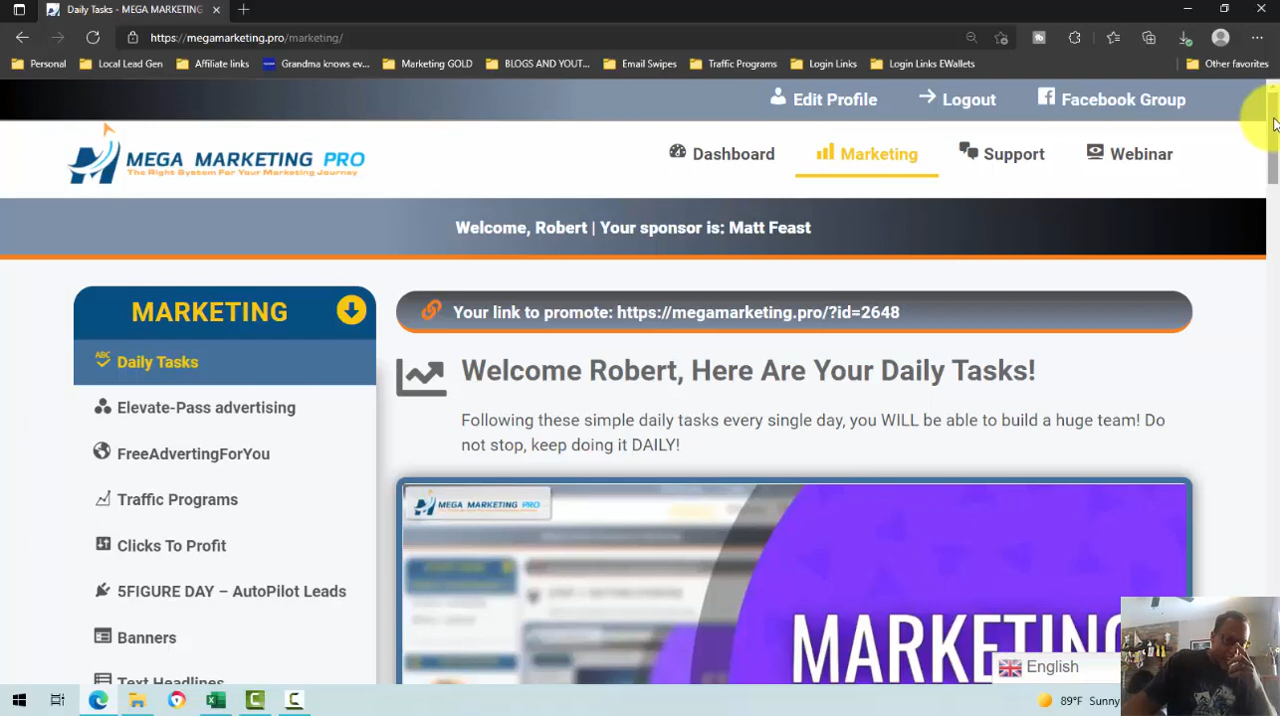 Daily Tasks - MEGA MARKETING
https://megamarketing.pro/marketing/
Personal
Local Lead Gen
Affiliate links
Grandma knows ev...
Marketing GOLD
BLOGS AND YOUT...
Email Swipes
Traffic Programs
Login Links
Login Links EWallets
Other favorites
Edit Profile
Logout
Facebook Group
MEGA MARKETING PRO
The Right System For Your Marketing Journey
Dashboard
Marketing
Support
Webinar
Welcome, Robert | Your sponsor is: Matt Feast
MARKETING
ABC
Daily Tasks
Elevate-Pass advertising
FreeAdvertingForYou
Traffic Programs
Clicks To Profit
5FIGURE DAY – AutoPilot Leads
Banners
Text Headlines
Your link to promote: https://megamarketing.pro/?id=2648
Welcome Robert, Here Are Your Daily Tasks!
Following these simple daily tasks every single day, you WILL be able to build a huge team! Do
not stop, keep doing it DAILY!
MEGA MARKETING PRO
MARKETING
English
89°F Sunny